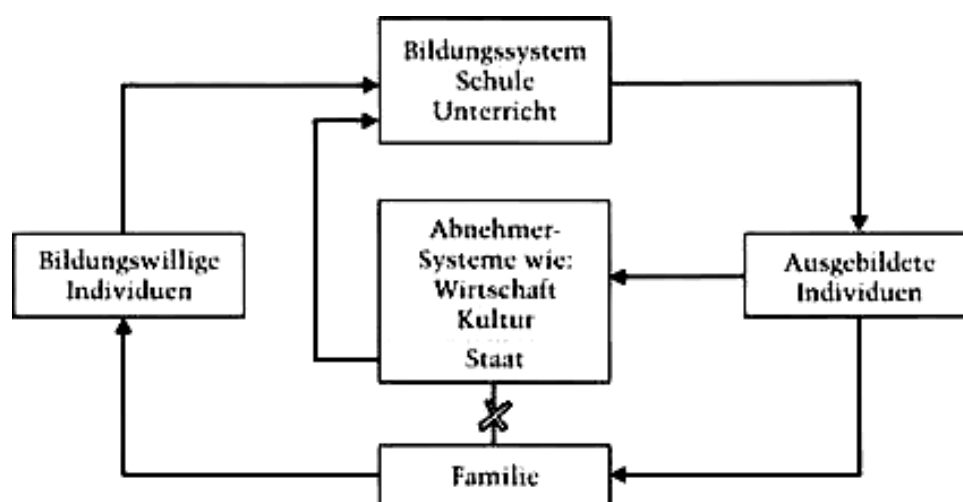 Bildungssystem
Schule
Unterricht
Abnehmer-
Systeme wie:
Wirtschaft
Kultur
Staat
Bildungswillige
Individuen
Ausgebildete
Individuen
Familie